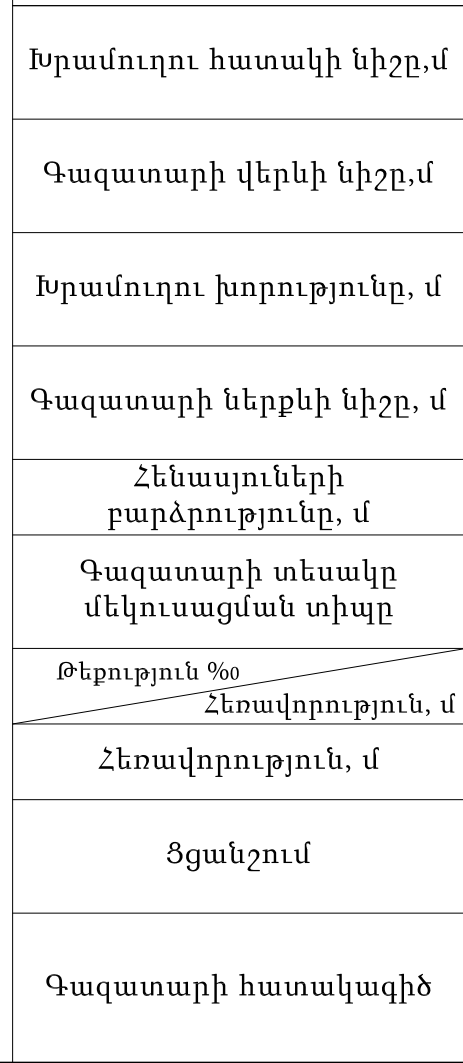 Խրամուղու հատակի նիշը,մ
Գազատարի վերևի նիշը,մ
Խրամուղու խորությունը, մ
Գազատարի ներքևի նիշը, մ
Հենասյուների
բարձրությունը, մ
Գազատարի տեսակը
մեկուսացման տիպը
Թեքություն ‰
Հեռավորություն, մ
Հեռավորություն, մ
Ցցանշում
Գազատարի հատակագիծ